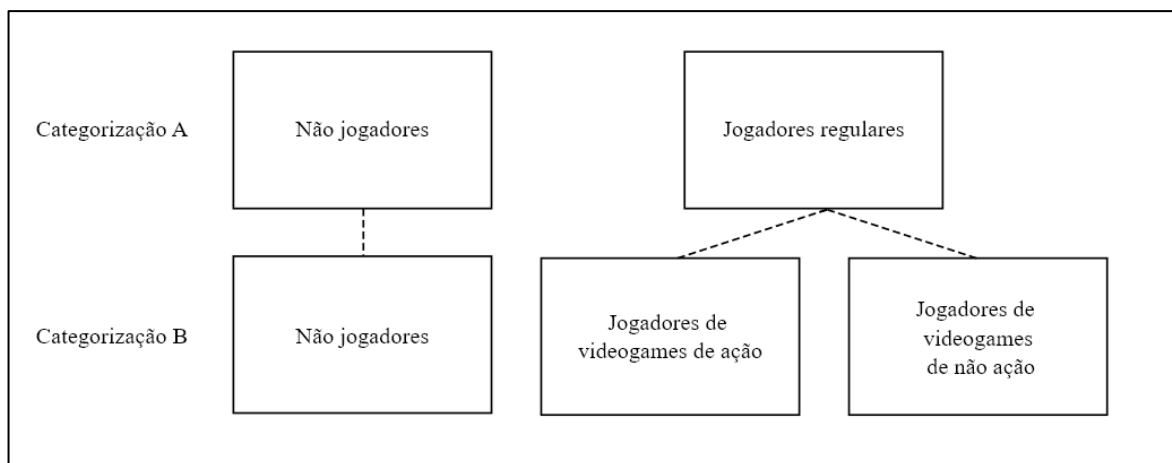 Categorização A
Não jogadores
Jogadores regulares
Categorização B
Não jogadores
Jogadores de
videogames de ação
Jogadores de
videogames
de não ação